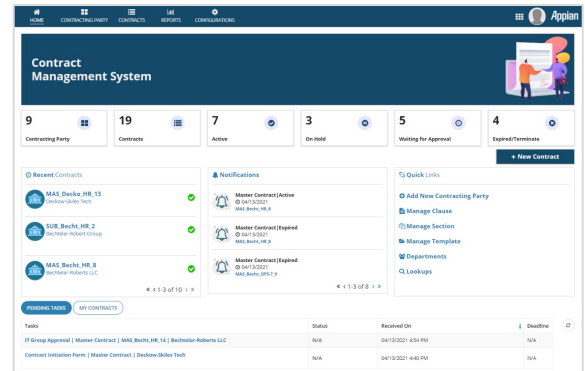 HOME
CONTRACTING PARTY
CONTRACTS
REPORTS
CONFIGURATIONS
Appian
Contract
Management System
9
Contracting Party
19
Contracts
7
Active
3
On Hold
5
Waiting for Approval
4
Expired/Terminate
+ New Contract
Recent Contracts
MAS_Decko_HR_13
Deckow-Skiles Tech
SUB_Becht_HR_2
Bechtelar-Robert Group
MAS_Becht_HR_8
Bechtelar-Roberts LLC
« < 1-3 of 10 > »
Notifications
Master Contract|Active
04/13/2021
MAS_Becht_HR_8
Master Contract|Expired
04/13/2021
MAS_Becht_HR_8
Master Contract|Expired
04/13/2021
MAS_Becht_OPS-7_9
« < 1-3 of 8 > »
Quick Links
Add New Contracting Party
Manage Clause
Manage Section
Manage Template
Departments
Lookups
PENDING TASKS
MY CONTRACTS
Tasks Status Received On ↓ Deadline
IT Group Approval | Master Contract | MAS_Becht_HR_14 | Bechtelar-Roberts LLC N/A 04/13/2021 4:54 PM N/A
Contract Initiation Form | Master Contract | Deckow-Skiles Tech N/A 04/13/2021 4:40 PM N/A